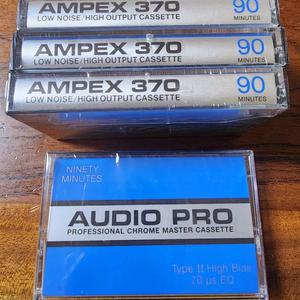 AMPEX 370 90
LOW NOISE/HIGH OUTPUT CASSETTE MINUTES
AMPEX 370 90
LOW NOISE/HIGH OUTPUT CASSETTE MINUTES
AMPEX 370 90
LOW NOISE/HIGH OUTPUT CASSETTE MINUTES
NINETY
MINUTES
AUDIO PRO
PROFESSIONAL CHROME MASTER CASSETTE
Type II High Bias
70 µs EQ